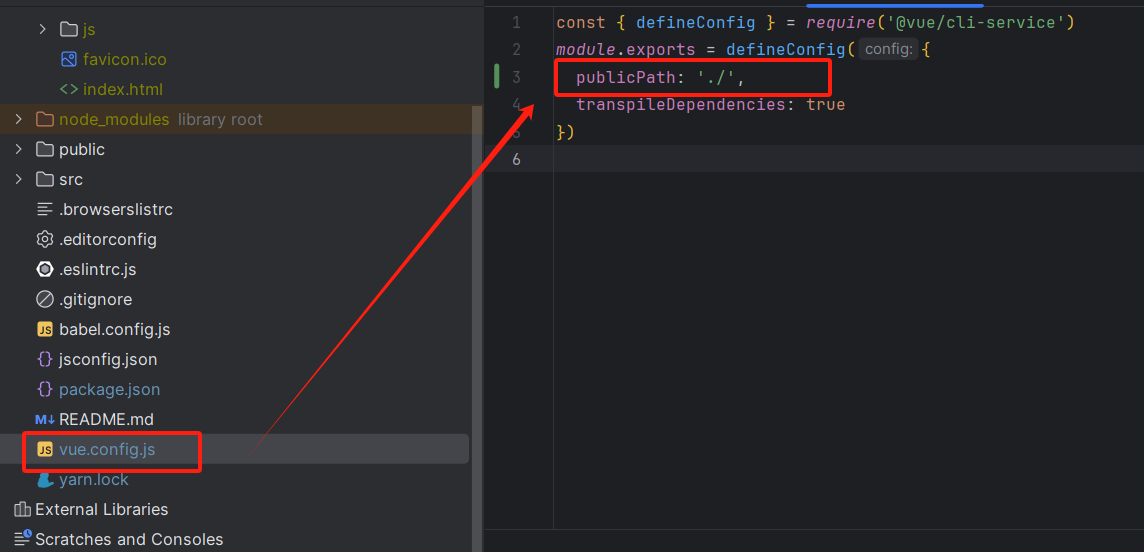 js
favicon.ico
<> index.html
node_modules library root
public
src
.browserslistrc
.editorconfig
.eslintrc.js
.gitignore
JS babel.config.js
{} jsconfig.json
{} package.json
M↓ README.md
JS vue.config.js
yarn.lock
External Libraries
Scratches and Consoles
1 const { defineConfig } = require('@vue/cli-service')
2 module.exports = defineConfig( config: {
3 publicPath: './',
4 transpileDependencies: true
5 })
6